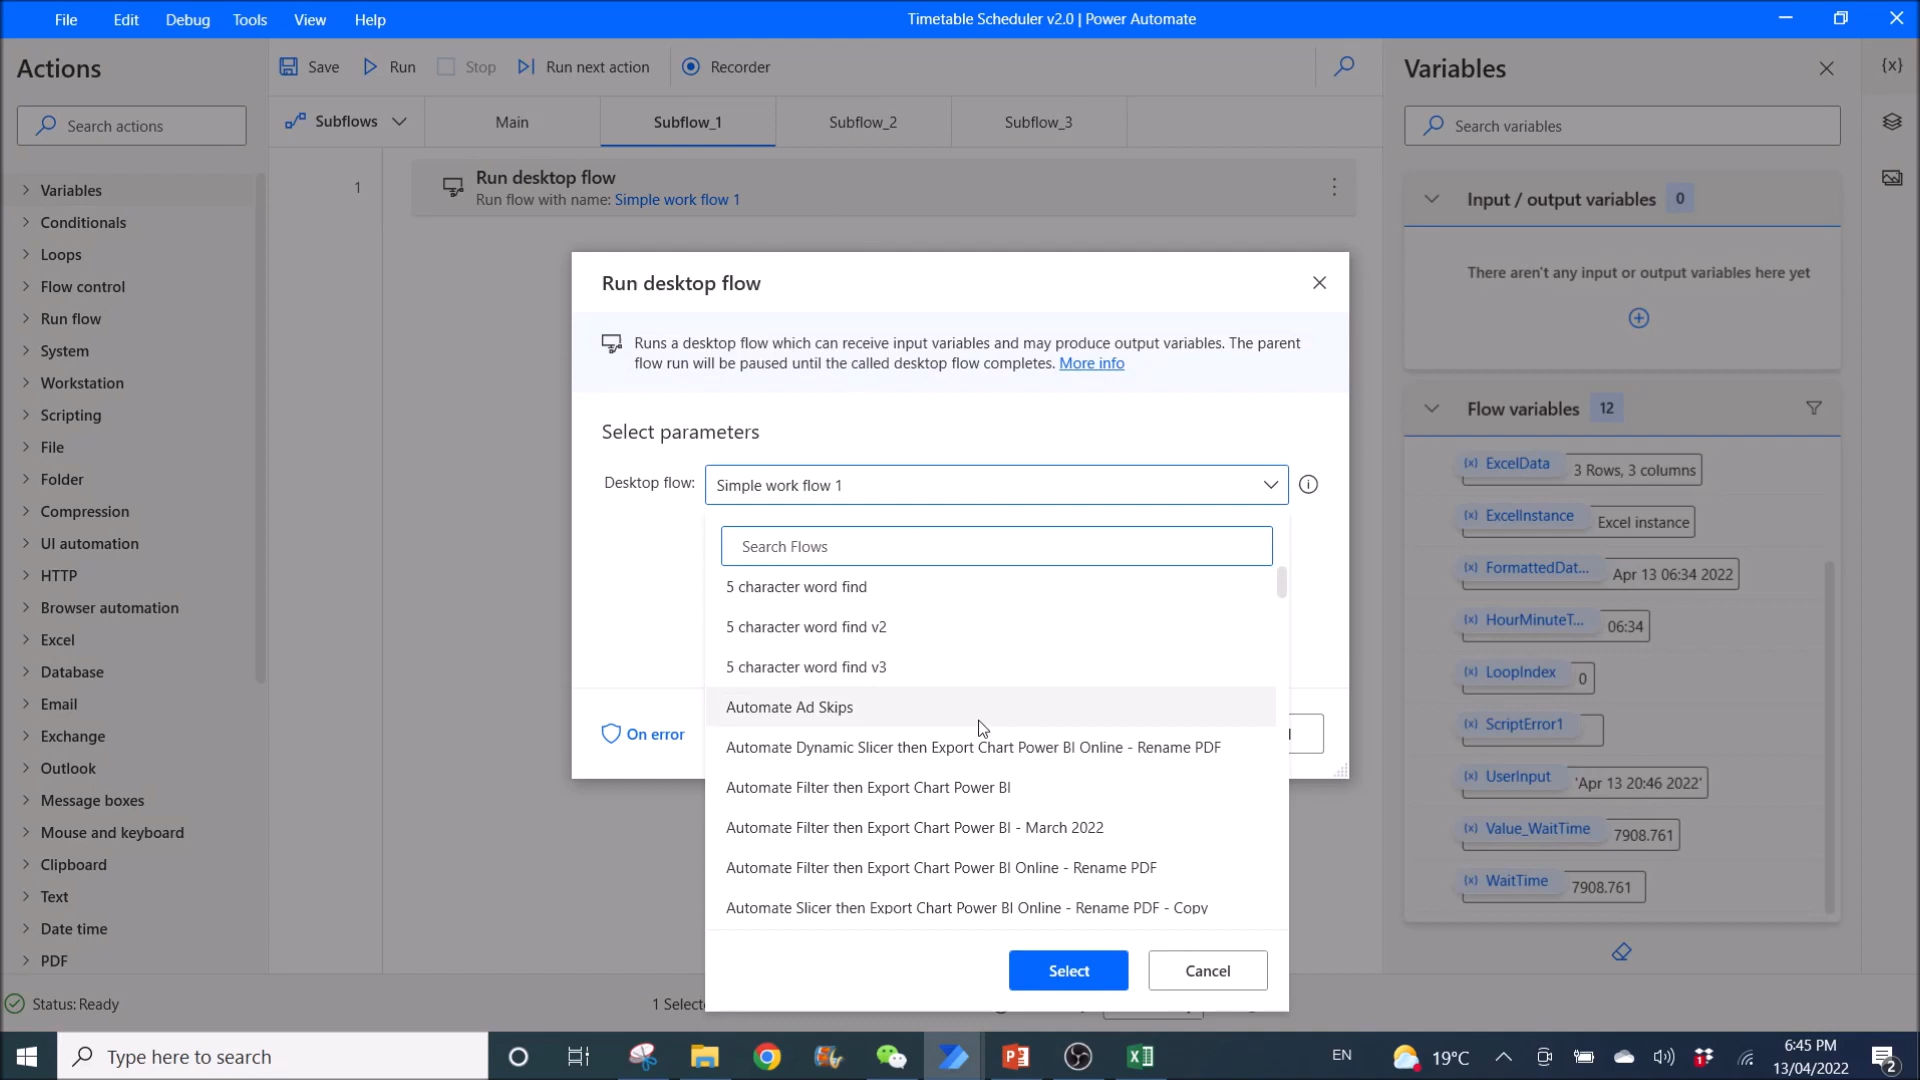 File Edit Debug Tools View Help
Timetable Scheduler v2.0 | Power Automate
Actions
Search actions
Variables
Conditionals
Loops
Flow control
Run flow
System
Workstation
Scripting
File
Folder
Compression
UI automation
HTTP
Browser automation
Excel
Database
Email
Exchange
Outlook
Message boxes
Mouse and keyboard
Clipboard
Text
Date time
PDF
Save Run Stop Run next action Recorder
Subflows Main Subflow_1 Subflow_2 Subflow_3
1
Run desktop flow
Run flow with name: Simple work flow 1
Run desktop flow
Runs a desktop flow which can receive input variables and may produce output variables. The parent
flow run will be paused until the called desktop flow completes. More info
Select parameters
Desktop flow: Simple work flow 1
Search Flows
5 character word find
5 character word find v2
5 character word find v3
Automate Ad Skips
Automate Dynamic Slicer then Export Chart Power BI Online - Rename PDF
Automate Filter then Export Chart Power BI
Automate Filter then Export Chart Power BI - March 2022
Automate Filter then Export Chart Power BI Online - Rename PDF
Automate Slicer then Export Chart Power BI Online - Rename PDF - Copy
On error
Select Cancel
Variables
{x}
Search variables
Input / output variables 0
There aren't any input or output variables here yet
Flow variables 12
(x) ExcelData 3 Rows, 3 columns
(x) ExcelInstance Excel instance
(x) FormattedDat... Apr 13 06:34 2022
(x) HourMinuteT... 06:34
(x) LoopIndex 0
(x) ScriptError1
(x) UserInput 'Apr 13 20:46 2022'
(x) Value_WaitTime 7908.761
(x) WaitTime 7908.761
Status: Ready
1 Selecte
Type here to search
EN
19°C
1
6:45 PM
13/04/2022
2